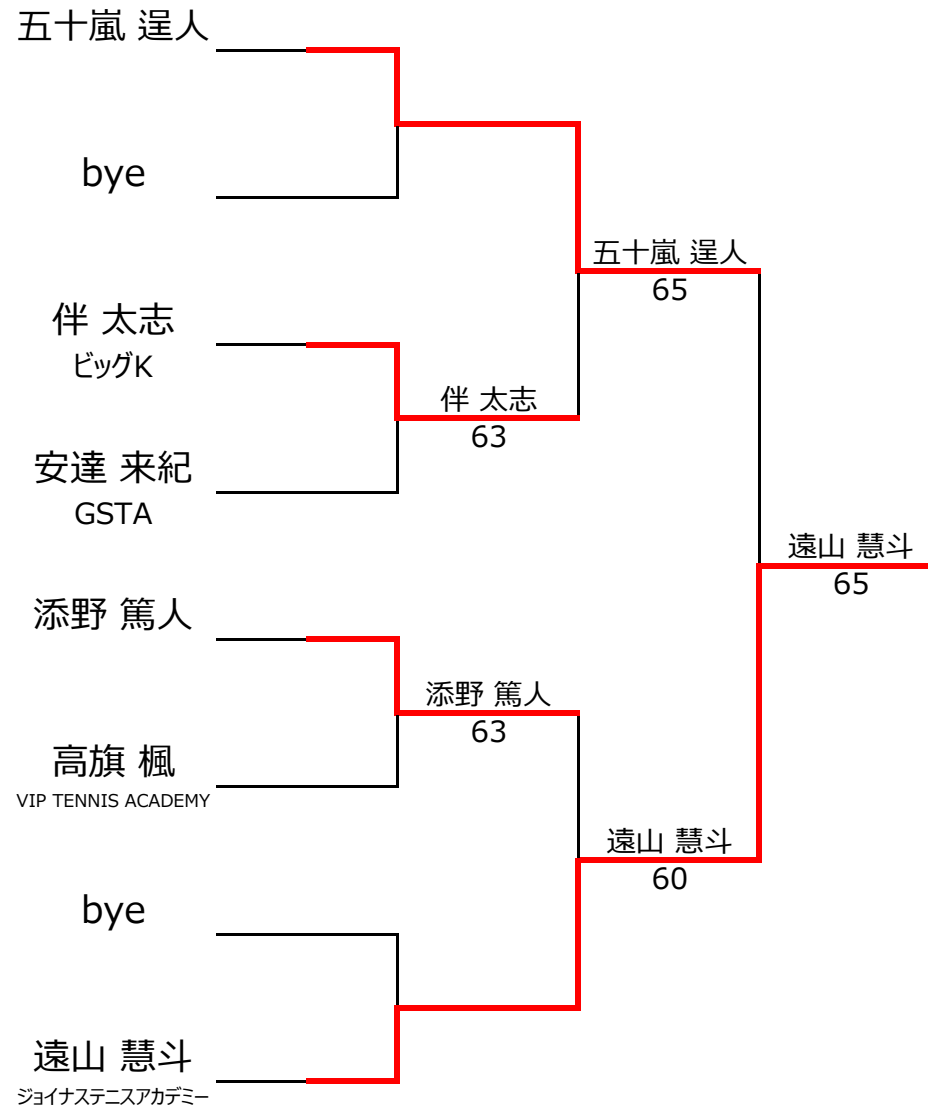 五十嵐 逞人
bye
五十嵐 逞人
65
伴 太志
ビッグK
伴 太志
63
安達 来紀
GSTA
遠山 慧斗
65
添野 篤人
添野 篤人
63
高旗 楓
VIP TENNIS ACADEMY
遠山 慧斗
60
bye
遠山 慧斗
ジョイナステニスアカデミー